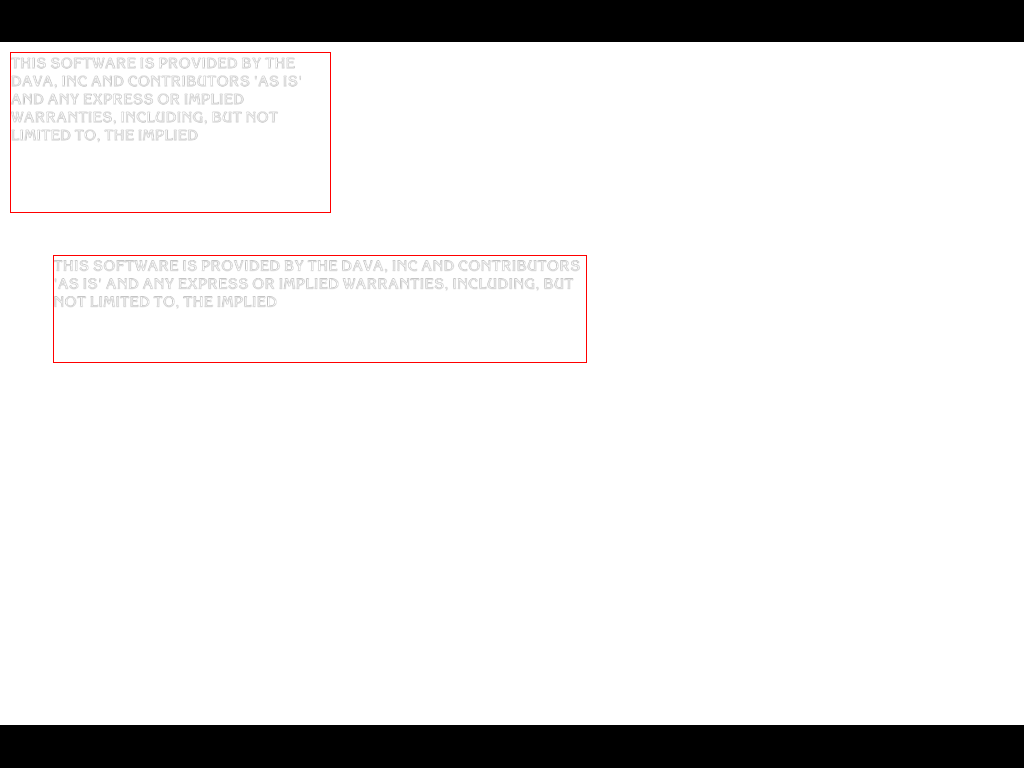 THIS SOFTWARE IS PROVIDED BY THE
DAVA, INC AND CONTRIBUTORS 'AS IS'
AND ANY EXPRESS OR IMPLIED
WARRANTIES, INCLUDING, BUT NOT
LIMITED TO, THE IMPLIED
THIS SOFTWARE IS PROVIDED BY THE DAVA, INC AND CONTRIBUTORS
'AS IS' AND ANY EXPRESS OR IMPLIED WARRANTIES, INCLUDING, BUT
NOT LIMITED TO, THE IMPLIED